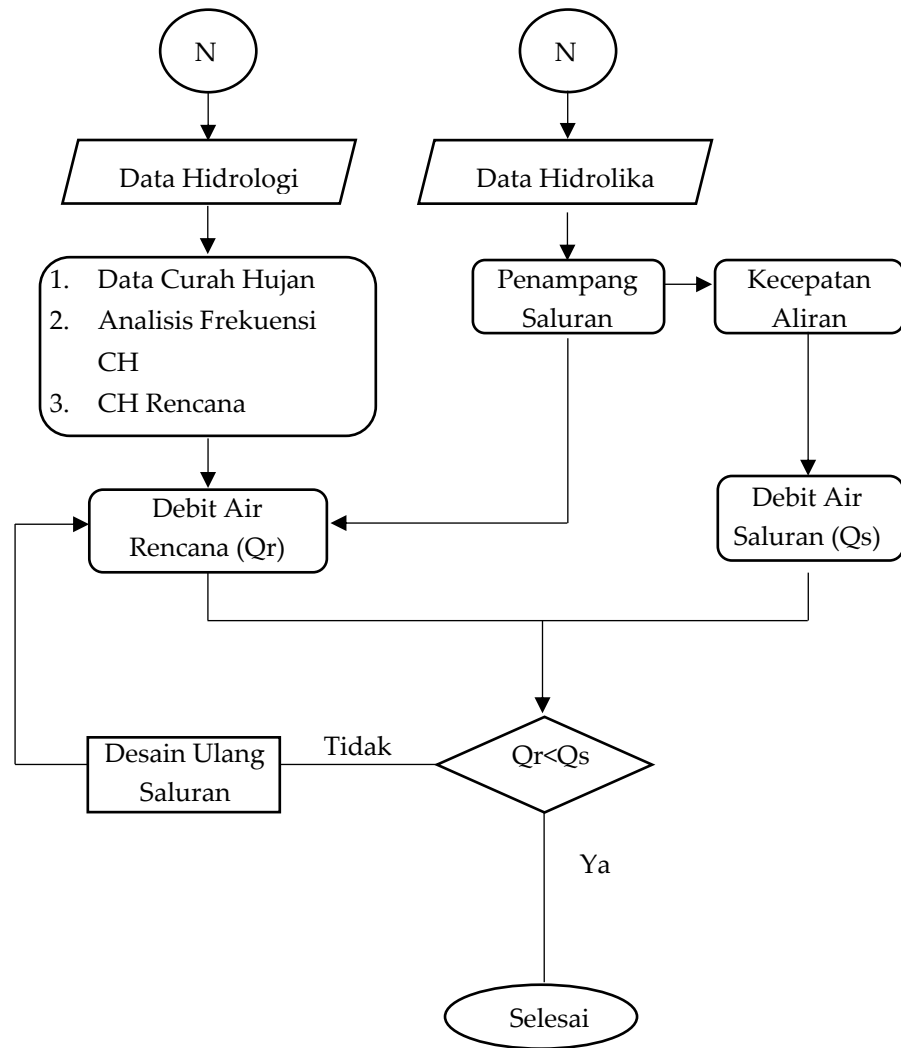 N
N
Data Hidrologi
Data Hidrolika
1. Data Curah Hujan
2. Analisis Frekuensi
CH
3. CH Rencana
Penampang
Saluran
Kecepatan
Aliran
Debit Air
Rencana (Qr)
Debit Air
Saluran (Qs)
Desain Ulang
Saluran
Tidak
Qr<Qs
Ya
Selesai